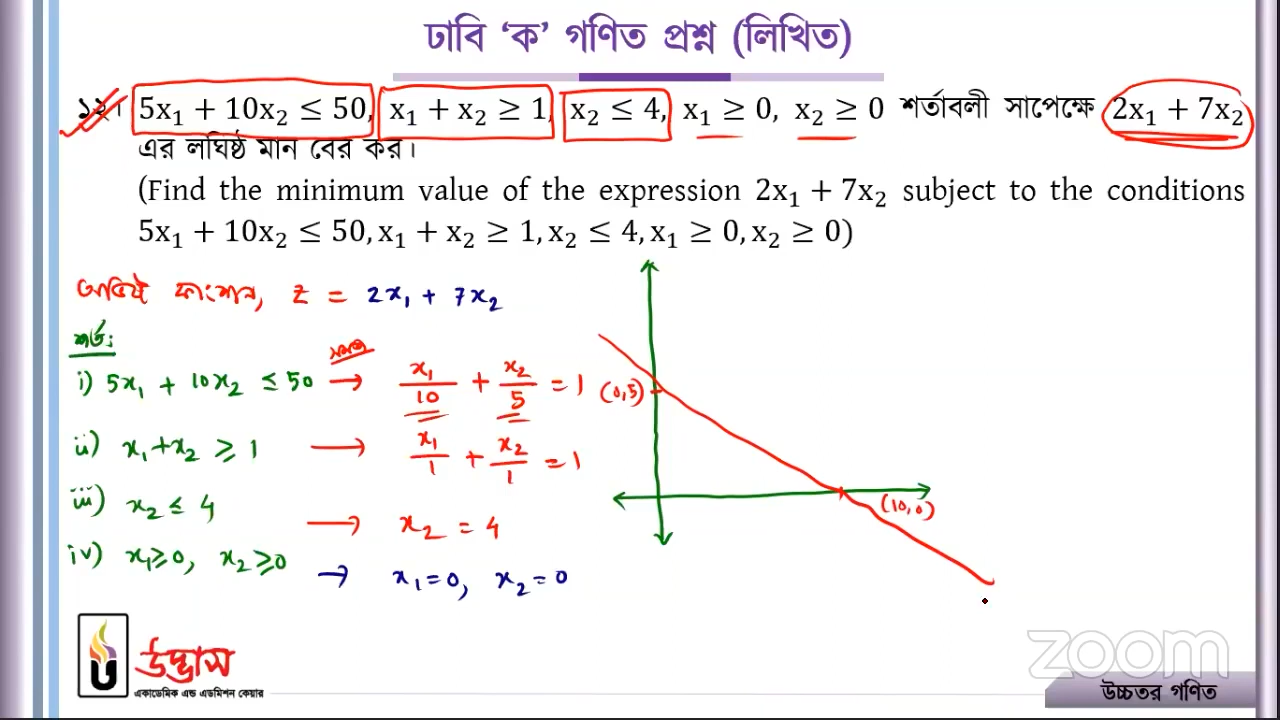 ঢাবি ‘ক’ গণিত প্রশ্ন (লিখিত)
১২। 5x₁ + 10x₂ ≤ 50, x₁ + x₂ ≥ 1, x₂ ≤ 4, x₁ ≥ 0, x₂ ≥ 0 শর্তাবলী সাপেক্ষে 2x₁ + 7x₂
এর লঘিষ্ঠ মান বের কর।
(Find the minimum value of the expression 2x₁ + 7x₂ subject to the conditions
5x₁ + 10x₂ ≤ 50, x₁ + x₂ ≥ 1, x₂ ≤ 4, x₁ ≥ 0, x₂ ≥ 0)
ফাংশন, z = 2x₁ + 7x₂
শর্ত:
i) 5x₁ + 10x₂ ≤ 50 → x₁/10 + x₂/5 = 1
ii) x₁ + x₂ ≥ 1 → x₁/1 + x₂/1 = 1
iii) x₂ ≤ 4 → x₂ = 4
iv) x₁ ≥ 0, x₂ ≥ 0 → x₁ = 0, x₂ = 0
(0,5)
(10,0)
উদ্ভাস
একাডেমিক এন্ড এডমিশন কেয়ার
zoom
উচ্চতর গণিত